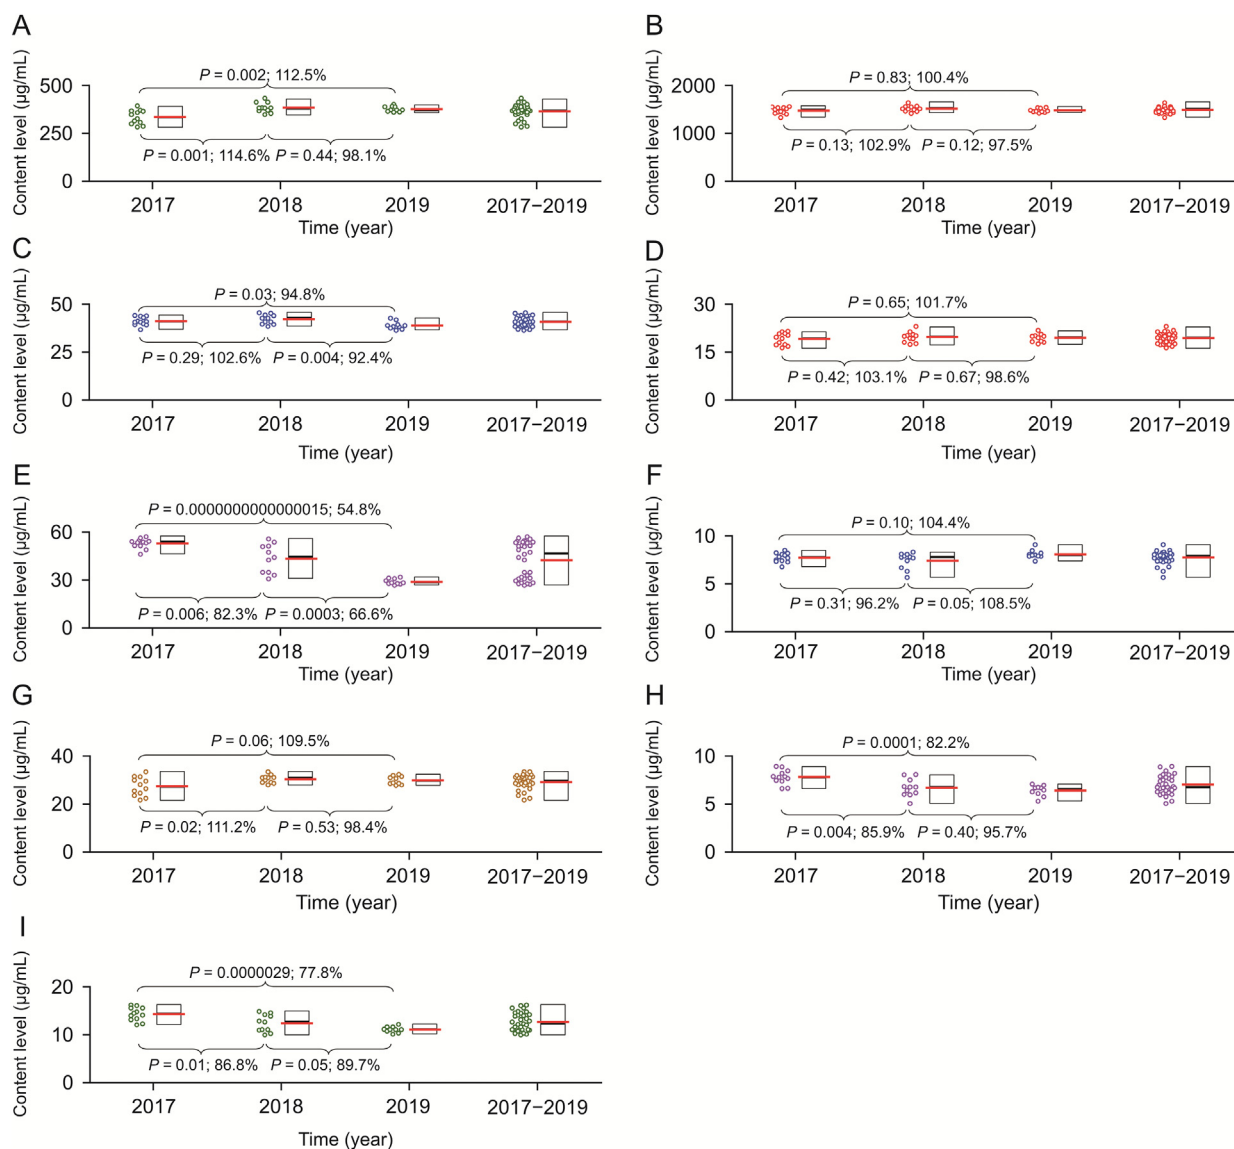 A
Content level (µg/mL)
500
250
0
P = 0.002; 112.5%
P = 0.001; 114.6%
P = 0.44; 98.1%
2017
2018
2019
2017−2019
Time (year)
B
Content level (µg/mL)
2000
1000
0
P = 0.83; 100.4%
P = 0.13; 102.9%
P = 0.12; 97.5%
2017
2018
2019
2017−2019
Time (year)
C
Content level (µg/mL)
50
25
0
P = 0.03; 94.8%
P = 0.29; 102.6%
P = 0.004; 92.4%
2017
2018
2019
2017−2019
Time (year)
D
Content level (µg/mL)
30
15
0
P = 0.65; 101.7%
P = 0.42; 103.1%
P = 0.67; 98.6%
2017
2018
2019
2017−2019
Time (year)
E
Content level (µg/mL)
60
30
0
P = 0.0000000000000015; 54.8%
P = 0.006; 82.3%
P = 0.0003; 66.6%
2017
2018
2019
2017−2019
Time (year)
F
Content level (µg/mL)
10
5
0
P = 0.10; 104.4%
P = 0.31; 96.2%
P = 0.05; 108.5%
2017
2018
2019
2017−2019
Time (year)
G
Content level (µg/mL)
40
20
0
P = 0.06; 109.5%
P = 0.02; 111.2%
P = 0.53; 98.4%
2017
2018
2019
2017−2019
Time (year)
H
Content level (µg/mL)
10
5
0
P = 0.0001; 82.2%
P = 0.004; 85.9%
P = 0.40; 95.7%
2017
2018
2019
2017−2019
Time (year)
I
Content level (µg/mL)
20
10
0
P = 0.0000029; 77.8%
P = 0.01; 86.8%
P = 0.05; 89.7%
2017
2018
2019
2017−2019
Time (year)